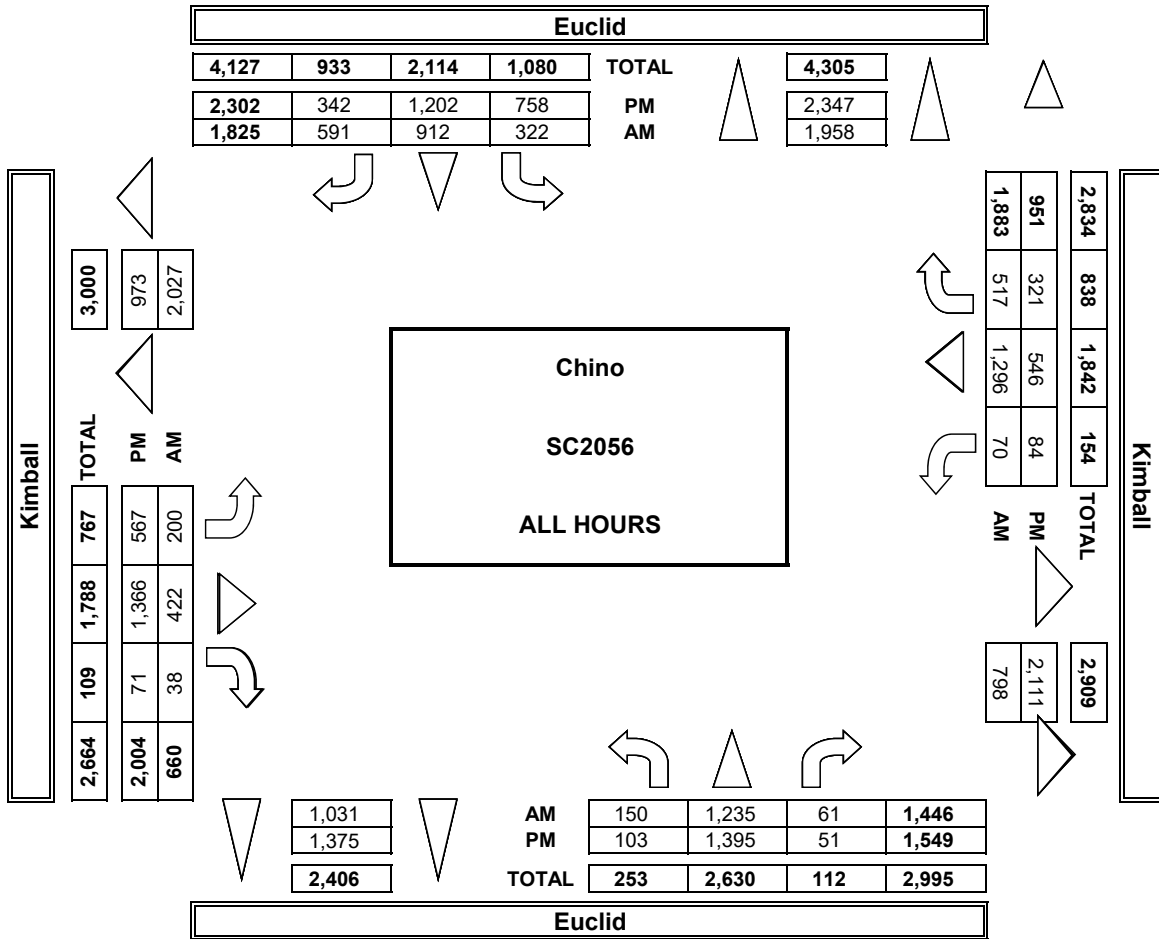 Euclid
4,127 933 2,114 1,080 TOTAL 4,305
2,302 342 1,202 758 PM 2,347
1,825 591 912 322 AM 1,958
Kimball
3,000 973 2,027
TOTAL PM AM
767 567 200
1,788 1,366 422
109 71 38
2,664 2,004 660
Chino
SC2056
ALL HOURS
1,883 951 2,834
517 321 838
1,296 546 1,842
70 84 154
AM PM TOTAL
798 2,111 2,909
Kimball
1,031 AM 150 1,235 61 1,446
1,375 PM 103 1,395 51 1,549
2,406 TOTAL 253 2,630 112 2,995
Euclid